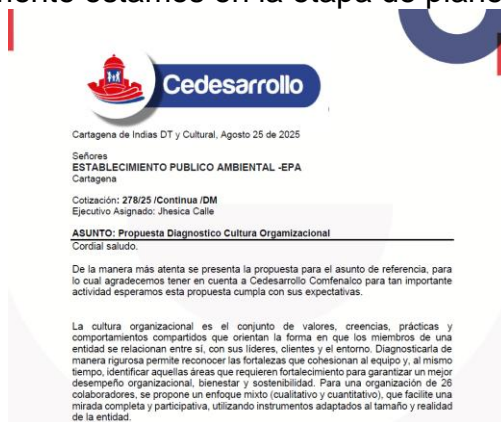 mente estamos en la etapa de plane
Cedesarrollo
Cartagena de Indias DT y Cultural, Agosto 25 de 2025
Señores
ESTABLECIMIENTO PUBLICO AMBIENTAL -EPA
Cartagena
Cotización: 278/25 /Continua /DM
Ejecutivo Asignado: Jhesica Calle
ASUNTO: Propuesta Diagnostico Cultura Orgamizacional
Cordial saludo.
De la manera más atenta se presenta la propuesta para el asunto de referencia, para
lo cual agradecemos tener en cuenta a Cedesarrollo Comfenalco para tan importante
actividad esperamos esta propuesta cumpla con sus expectativas.
La cultura organizacional es el conjunto de valores, creencias, prácticas y
comportamientos compartidos que orientan la forma en que los miembros de una
entidad se relacionan entre sí, con sus líderes, clientes y el entorno. Diagnosticarla de
manera rigurosa permite reconocer las fortalezas que cohesionan al equipo y, al mismo
tiempo, identificar aquellas áreas que requieren fortalecimiento para garantizar un mejor
desempeño organizacional, bienestar y sostenibilidad. Para una organización de 26
colaboradores, se propone un enfoque mixto (cualitativo y cuantitativo), que facilite una
mirada completa y participativa, utilizando instrumentos adaptados al tamaño y realidad
de la entidad.